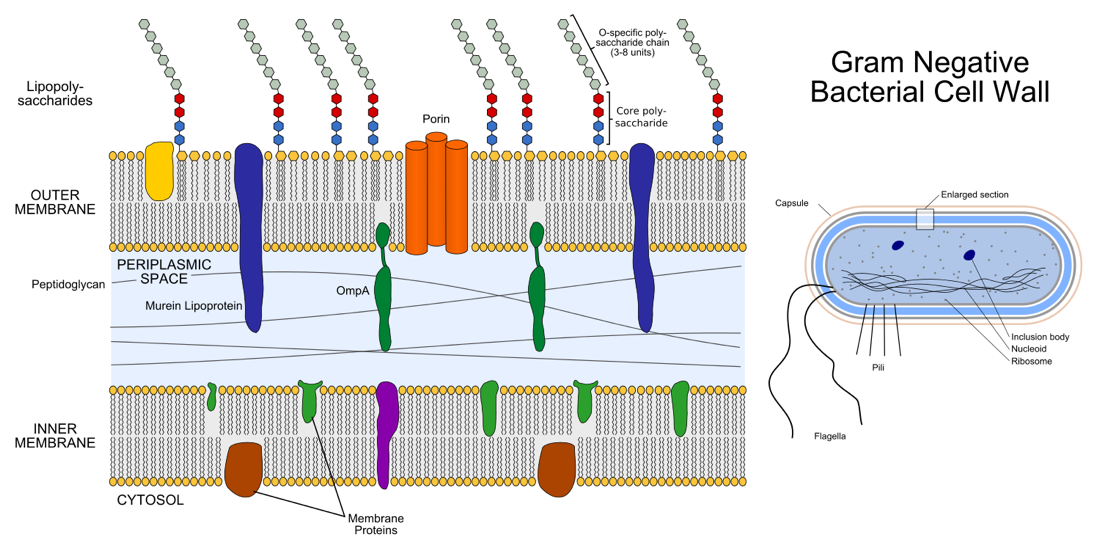 Gram Negative
Bacterial Cell Wall
O-specific poly-
saccharide chain
(3-8 units)
Lipopoly-
saccharides
Core poly-
saccharide
Porin
OUTER
MEMBRANE
PERIPLASMIC
SPACE
Peptidoglycan
Murein Lipoprotein
OmpA
INNER
MEMBRANE
CYTOSOL
Membrane
Proteins
Enlarged section
Capsule
Inclusion body
Nucleoid
Ribosome
Pili
Flagella